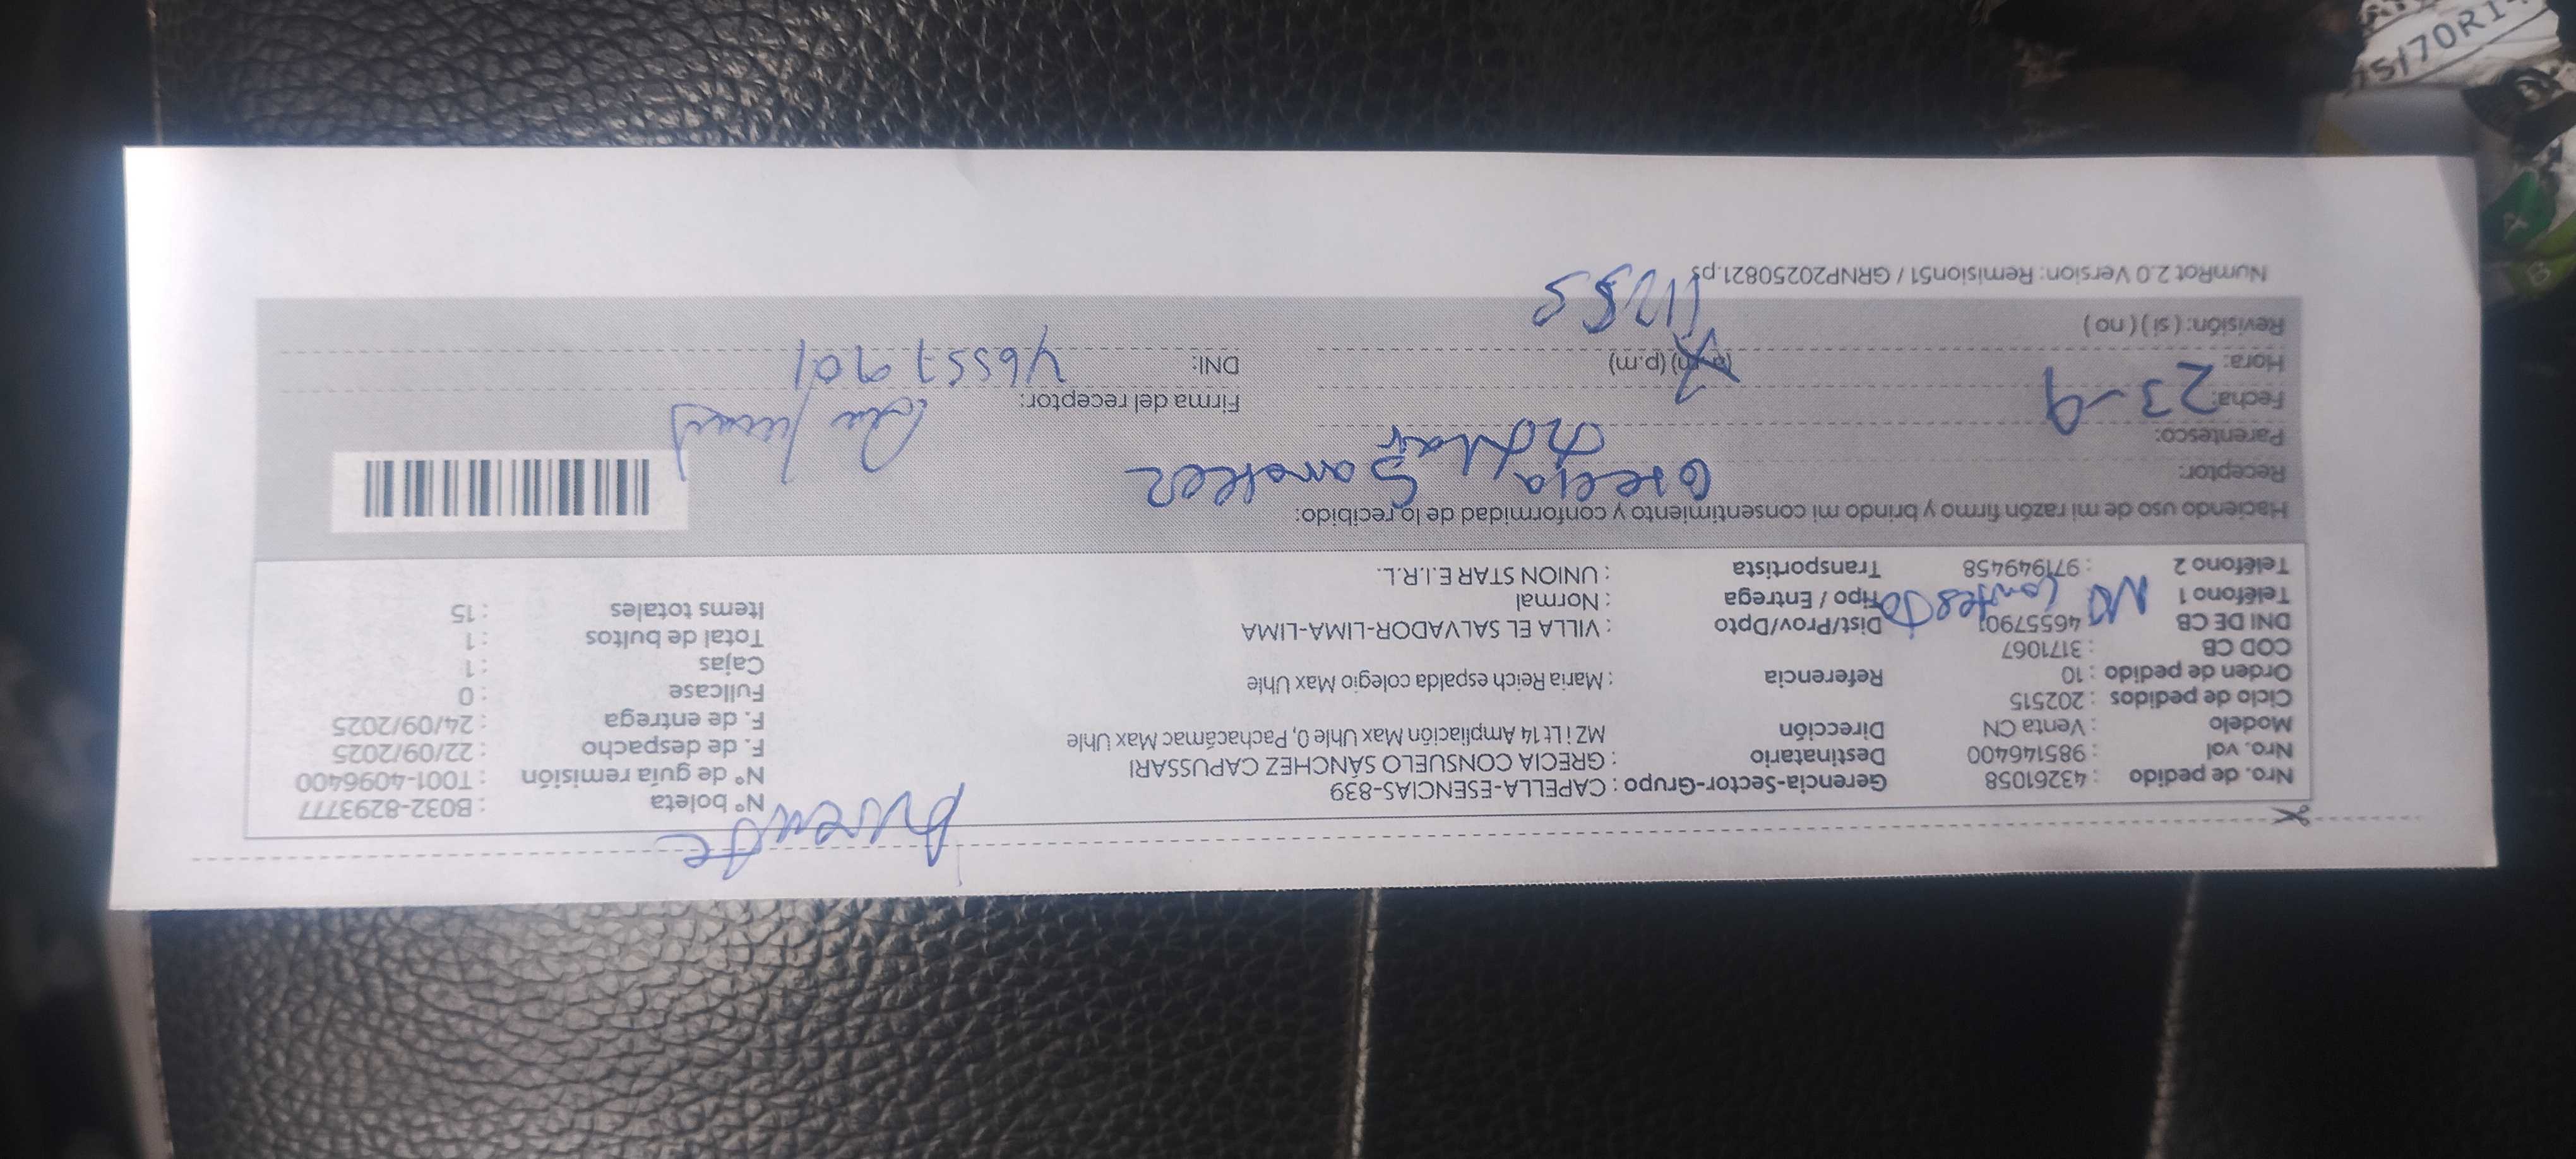 puente
Nro. de pedido : 43261058 Gerencia-Sector-Grupo : CAPELLA-ESENCIAS-839 N° boleta : B032-8293777
Nro. vol : 985146400 Destinatario : GRECIA CONSUELO SÁNCHEZ CAPUSSARI N° de guía remisión : T001-4096400
Modelo : Venta CN Dirección MZ i Lt 14 Ampliación Max Uhle 0, Pachacámac Max Uhle F. de despacho : 22/09/2025
Ciclo de pedidos : 202515 F. de entrega : 24/09/2025
Orden de pedido : 10 Referencia : Maria Reich espalda colegio Max Uhle Fullcase : 0
COD CB : 3171067 Cajas : 1
DNI DE CB 46557901 Dist/Prov/Dpto : VILLA EL SALVADOR-LIMA-LIMA Total de bultos : 1
Teléfono 1 No contesto Tipo / Entrega : Normal Items totales : 15
Teléfono 2 : 971949458 Transportista : UNION STAR E.I.R.L.
Haciendo uso de mi razón firmo y brindo mi consentimiento y conformidad de lo recibido:
Receptor: Grecia Sanchez
Parentesco: titular
Fecha: 23-9 Firma del receptor:
Hora: (a.m) (p.m) DNI: 46557901
Revisión: ( si ) ( no )
NumRot 2.0 Version: Remision51 / GRNP20250821.ps